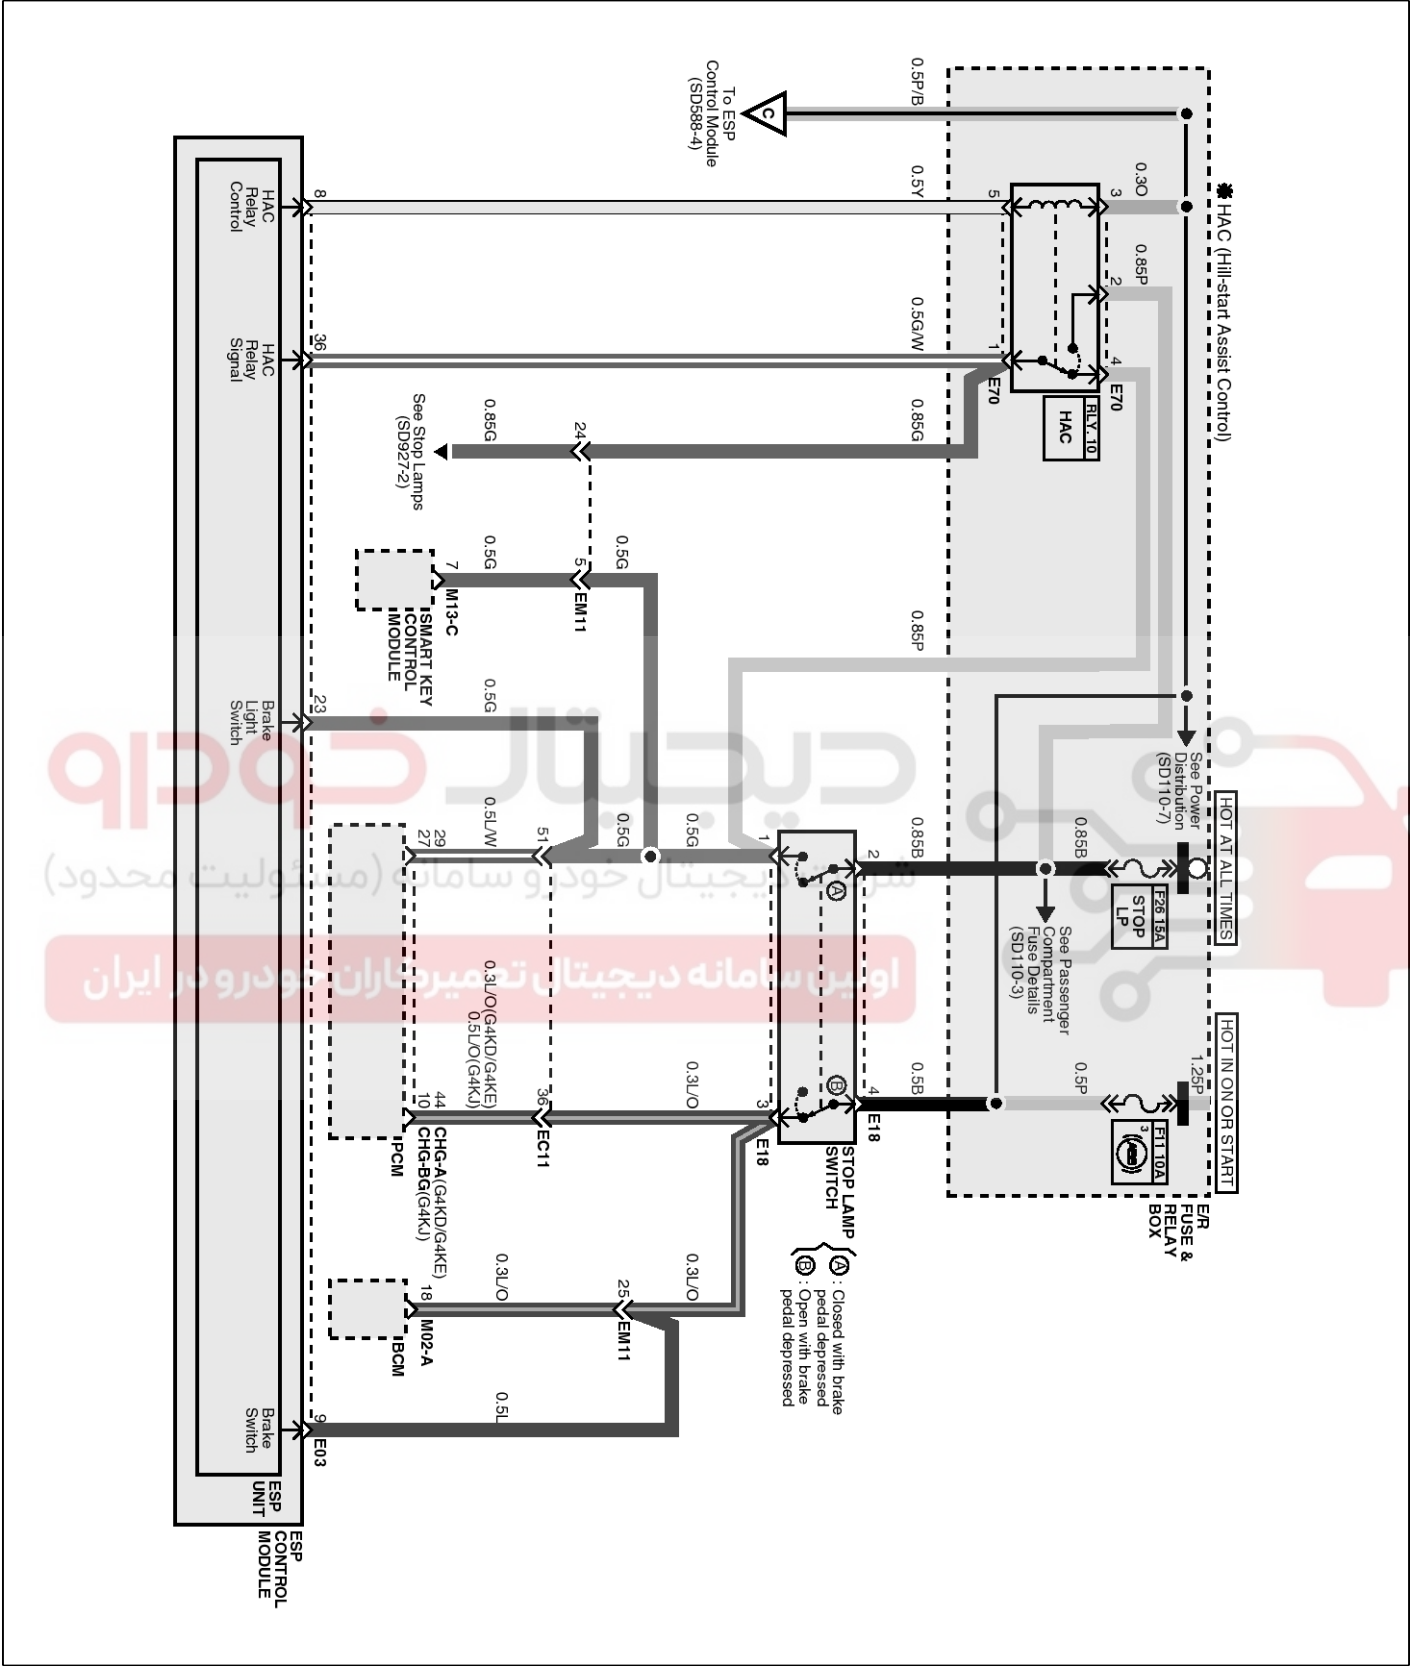 ✱ HAC (Hill-start Assist Control)
HOT AT ALL TIMES
HOT IN ON OR START
E/R
FUSE &
RELAY
BOX
1.25P
F26 15A
STOP
LP
F11 10A
3
ABS
See Power
Distribution
(SD110-7)
0.3O
0.85P
0.85B
0.5P
See Passenger
Compartment
Fuse Details
(SD110-3)
3
2
4
E70
RLY. 10
HAC
5
1
E70
0.5P/B
0.5Y
0.5G/W
0.85G
0.85P
0.85B
0.5B
C
To ESP
Control Module
(SD588-4)
2
4
E18
A
B
STOP LAMP
SWITCH
A : Closed with brake
pedal depressed
B : Open with brake
pedal depressed
1
3
E18
0.5G
0.3L/O
0.3L/O
0.5G
0.5G
24
5
EM11
25
EM11
51
36
EC11
0.85G
0.5G
0.5G
0.5L/W
0.3L/O(G4KD/G4KE)
0.5L/O(G4KJ)
0.3L/O
0.5L
See Stop Lamps
(SD927-2)
7
M13-C
SMART KEY
CONTROL
MODULE
29
27
44
10
CHG-A(G4KD/G4KE)
CHG-BG(G4KJ)
PCM
18
M02-A
BCM
8
36
23
9
E03
HAC
Relay
Control
HAC
Relay
Signal
Brake
Light
Switch
Brake
Switch
ESP
UNIT
ESP
CONTROL
MODULE
دیجیتال خودرو
شرکت دیجیتال خودرو سامانه (مسئولیت محدود)
اولین سامانه دیجیتال تعمیرکاران خودرو در ایران